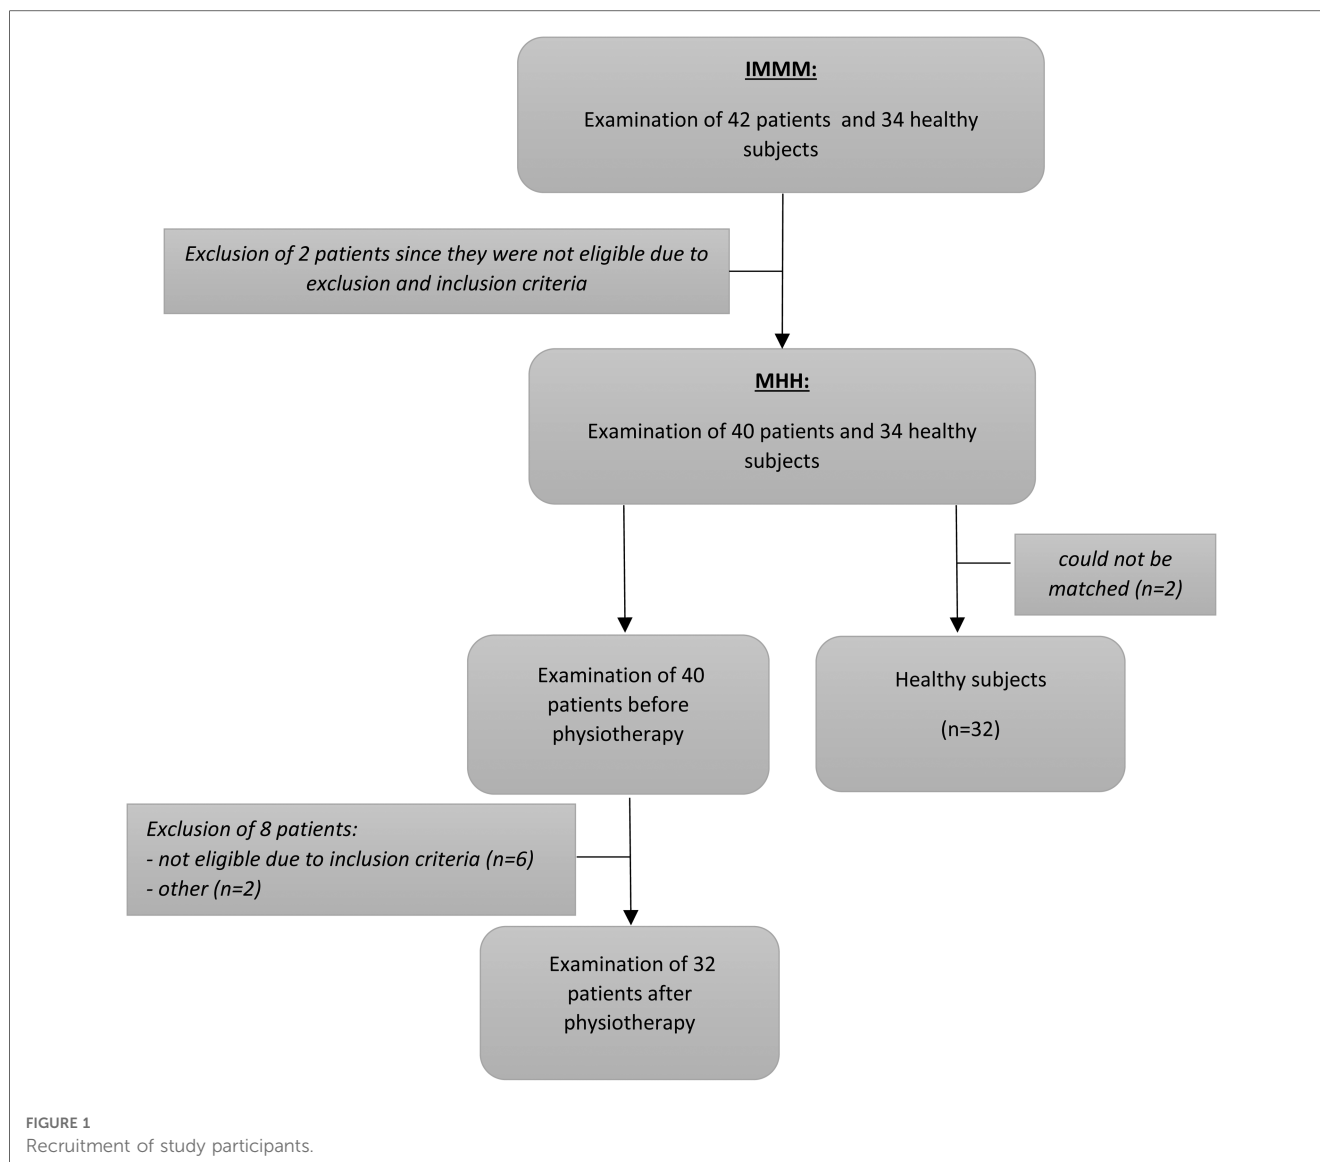 IMMM:
Examination of 42 patients and 34 healthy
subjects
Exclusion of 2 patients since they were not eligible due to
exclusion and inclusion criteria
MHH:
Examination of 40 patients and 34 healthy
subjects
could not be
matched (n=2)
Examination of 40
patients before
physiotherapy
Healthy subjects
(n=32)
Exclusion of 8 patients:
- not eligible due to inclusion criteria (n=6)
- other (n=2)
Examination of 32
patients after
physiotherapy
FIGURE 1
Recruitment of study participants.